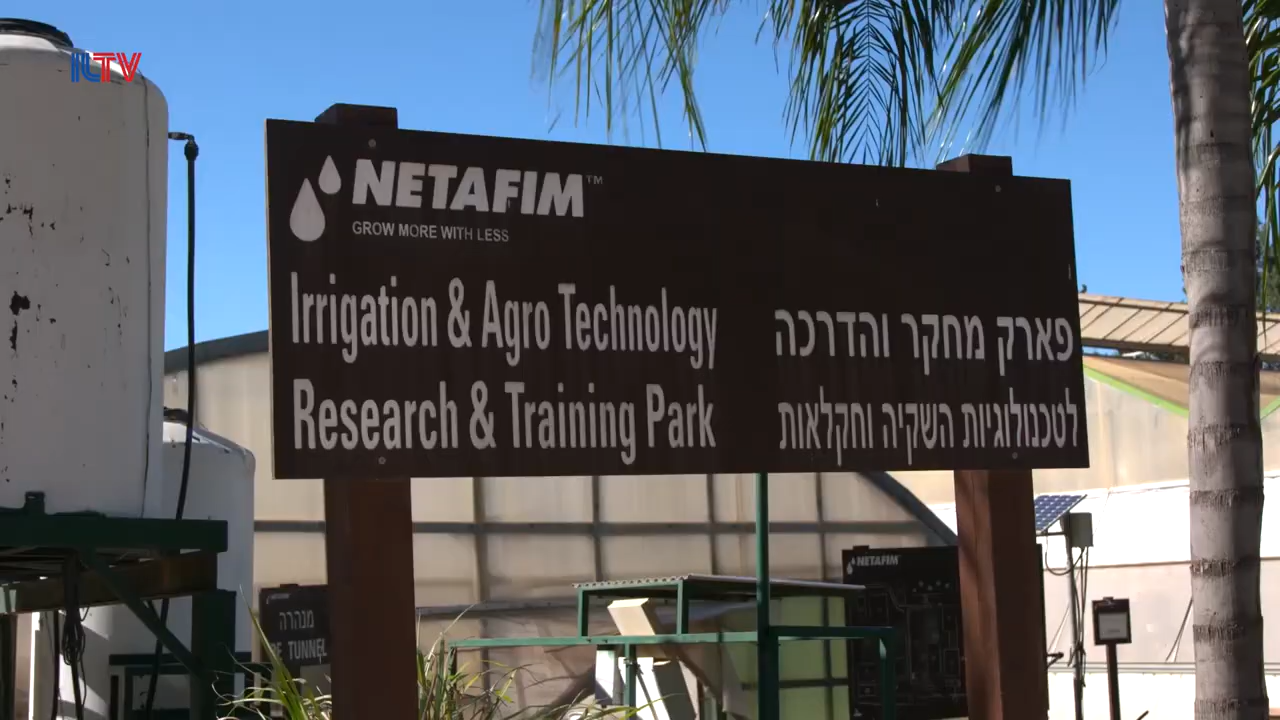 ILTV
NETAFIM™
GROW MORE WITH LESS
Irrigation & Agro Technology
Research & Training Park
פארק מחקר והדרכה
לטכנולוגיות השקיה וחקלאות
NETAFIM
מנהרה
TUNNEL